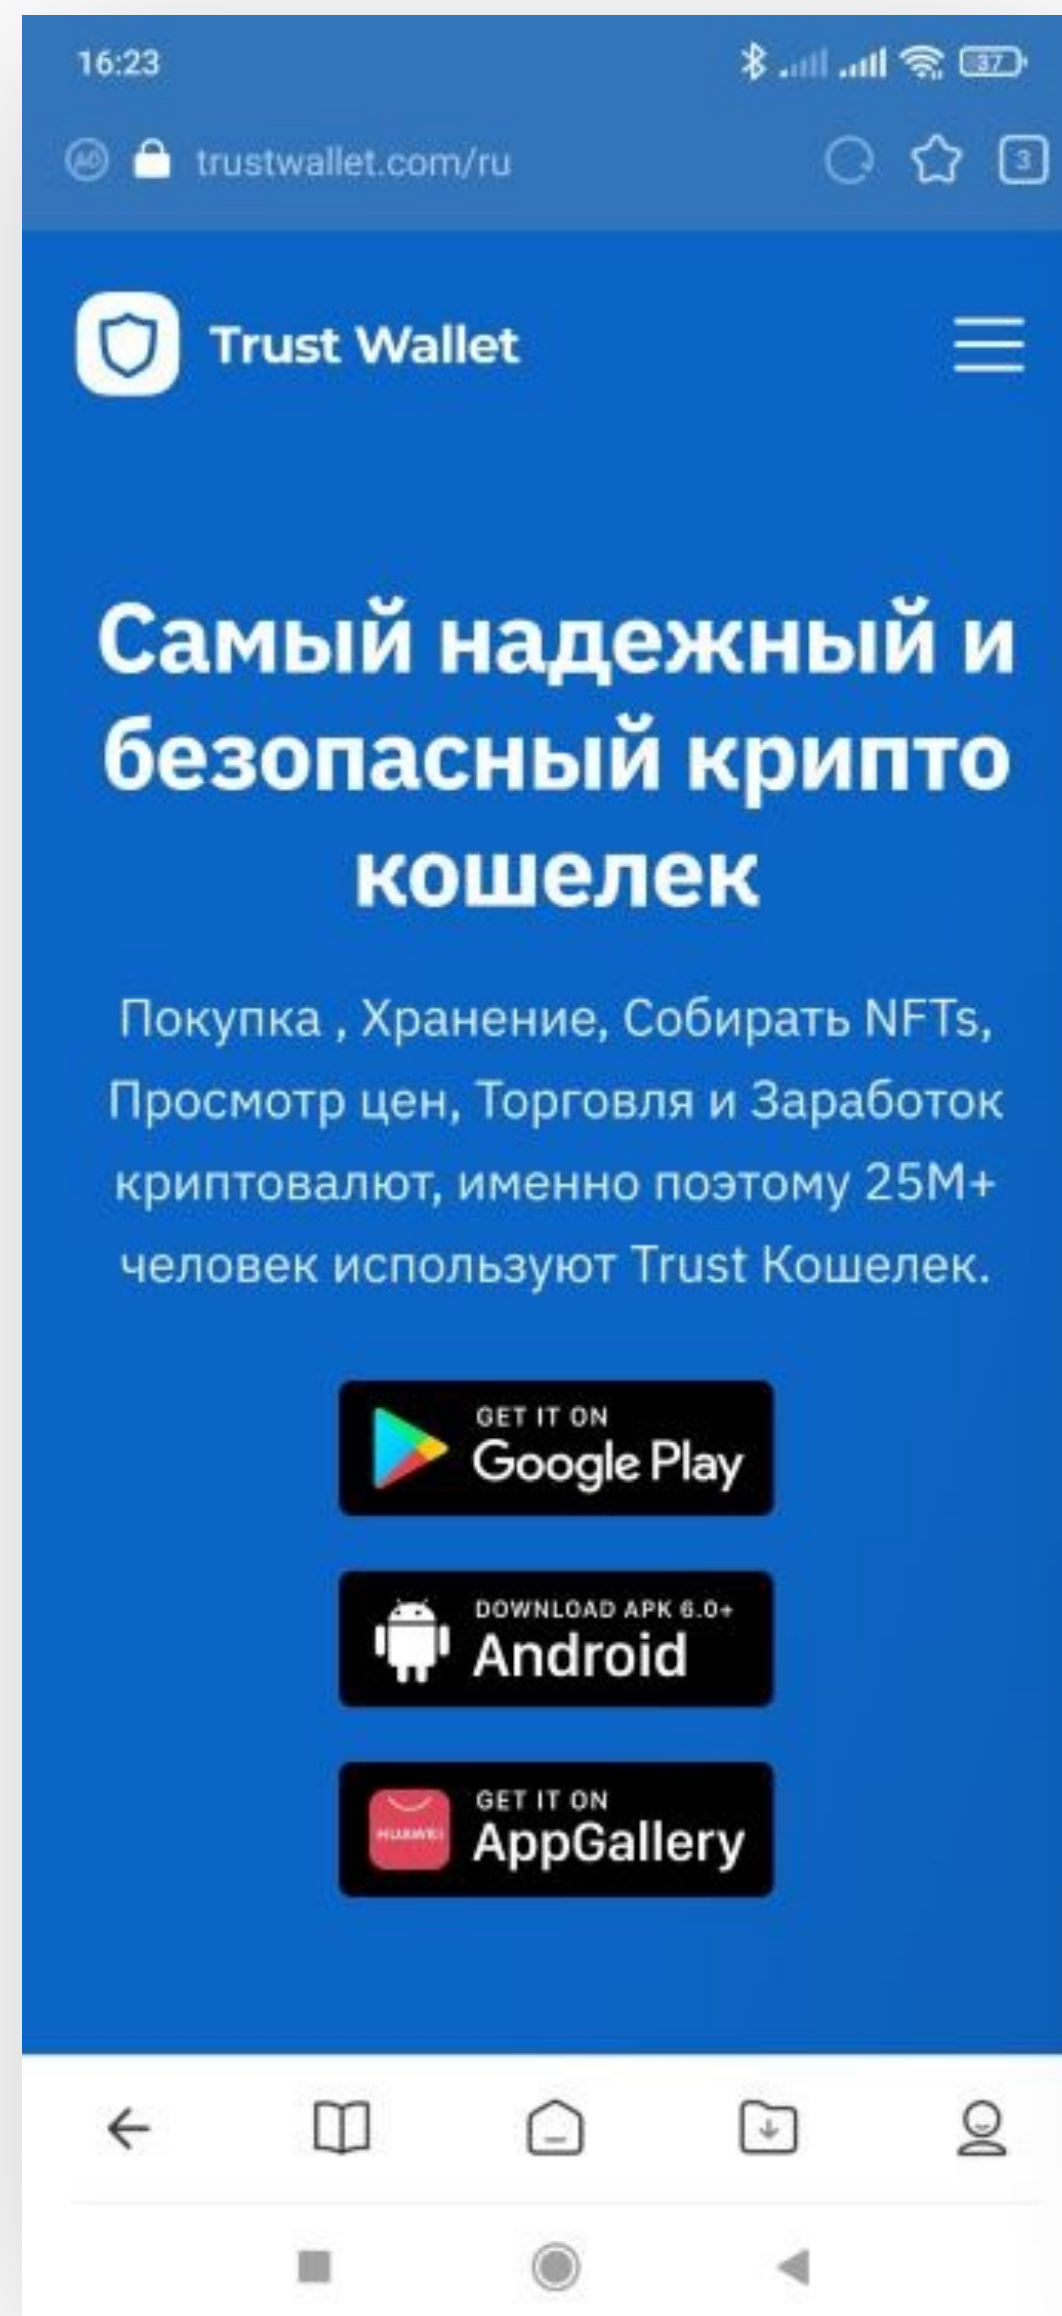 16:23
37
trustwallet.com/ru
3
Trust Wallet
Самый надежный и
безопасный крипто
кошелек
Покупка , Хранение, Собирать NFTs,
Просмотр цен, Торговля и Заработок
криптовалют, именно поэтому 25M+
человек используют Trust Кошелек.
GET IT ON
Google Play
DOWNLOAD APK 6.0+
Android
GET IT ON
HUAWEI
AppGallery